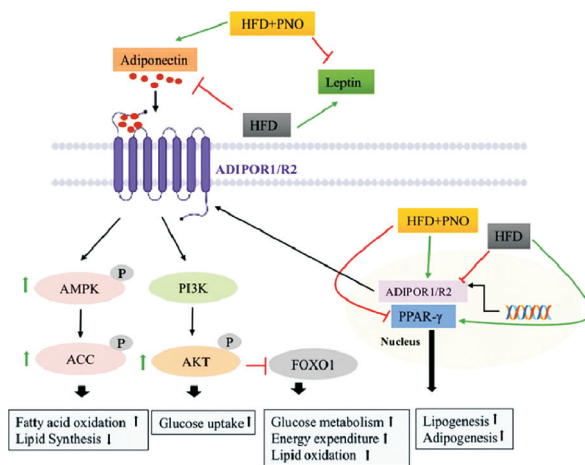 HFD+PNO
Adiponectin
Leptin
HFD
ADIPOR1/R2
HFD+PNO
HFD
P
AMPK
PI3K
ADIPOR1/R2
PPAR-γ
Nucleus
P
ACC
P
AKT
FOXO1
Fatty acid oxidation ↑
Lipid Synthesis ↓
Glucose uptake ↑
Glucose metabolism ↑
Energy expenditure ↑
Lipid oxidation ↑
Lipogenesis ↑
Adipogenesis ↑